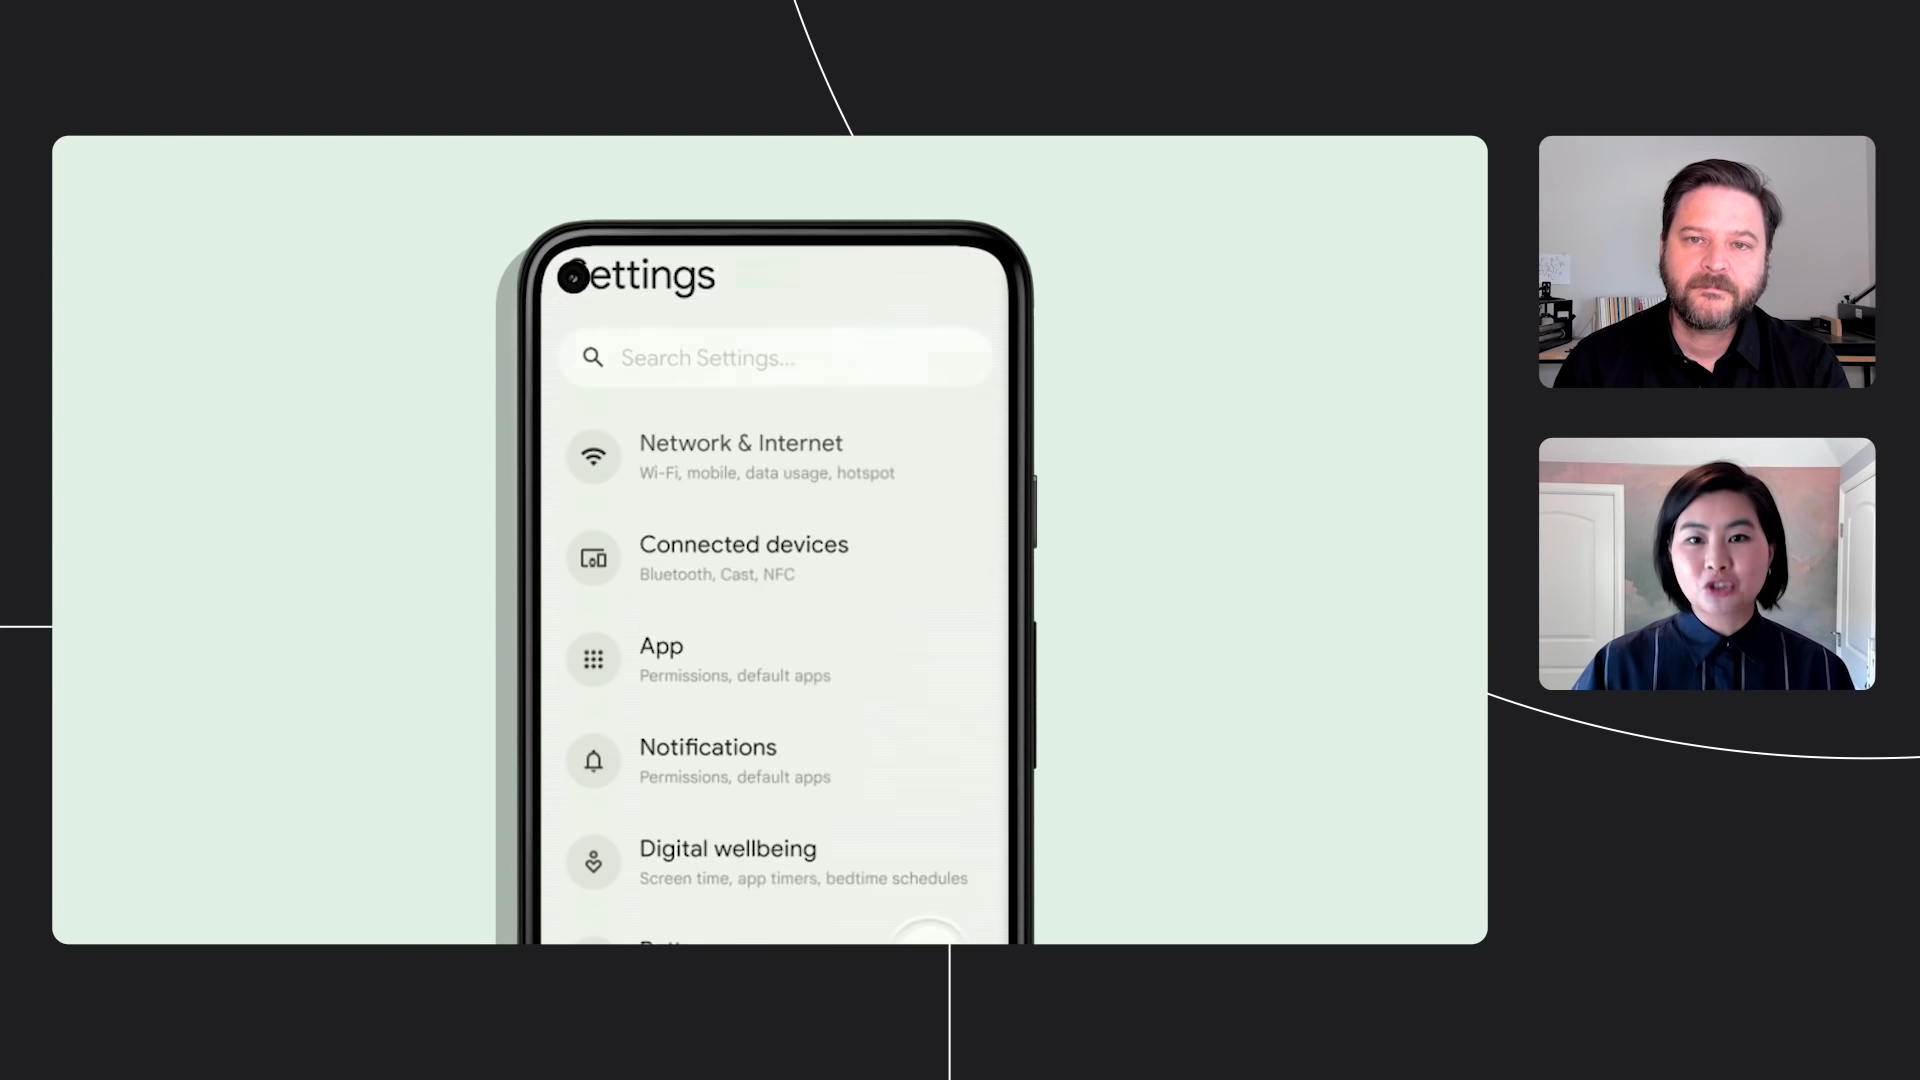 Settings
Search Settings...
Network & Internet
Wi-Fi, mobile, data usage, hotspot
Connected devices
Bluetooth, Cast, NFC
App
Permissions, default apps
Notifications
Permissions, default apps
Digital wellbeing
Screen time, app timers, bedtime schedules